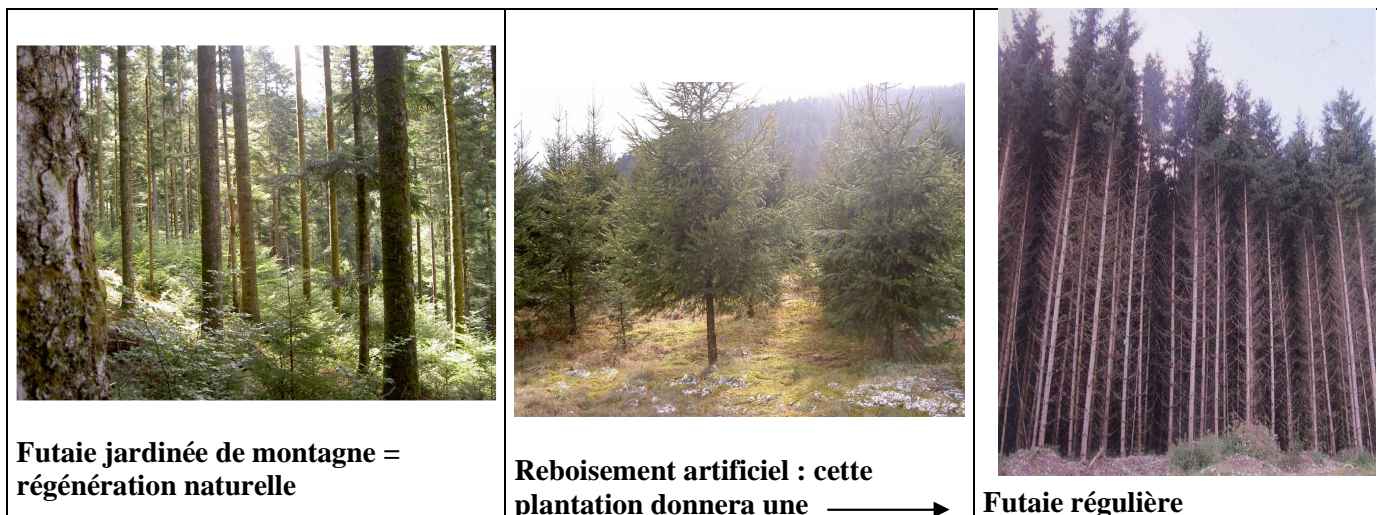 Futaie jardinée de montagne =
régénération naturelle
Reboisement artificiel : cette
plantation donnera une
Futaie régulière